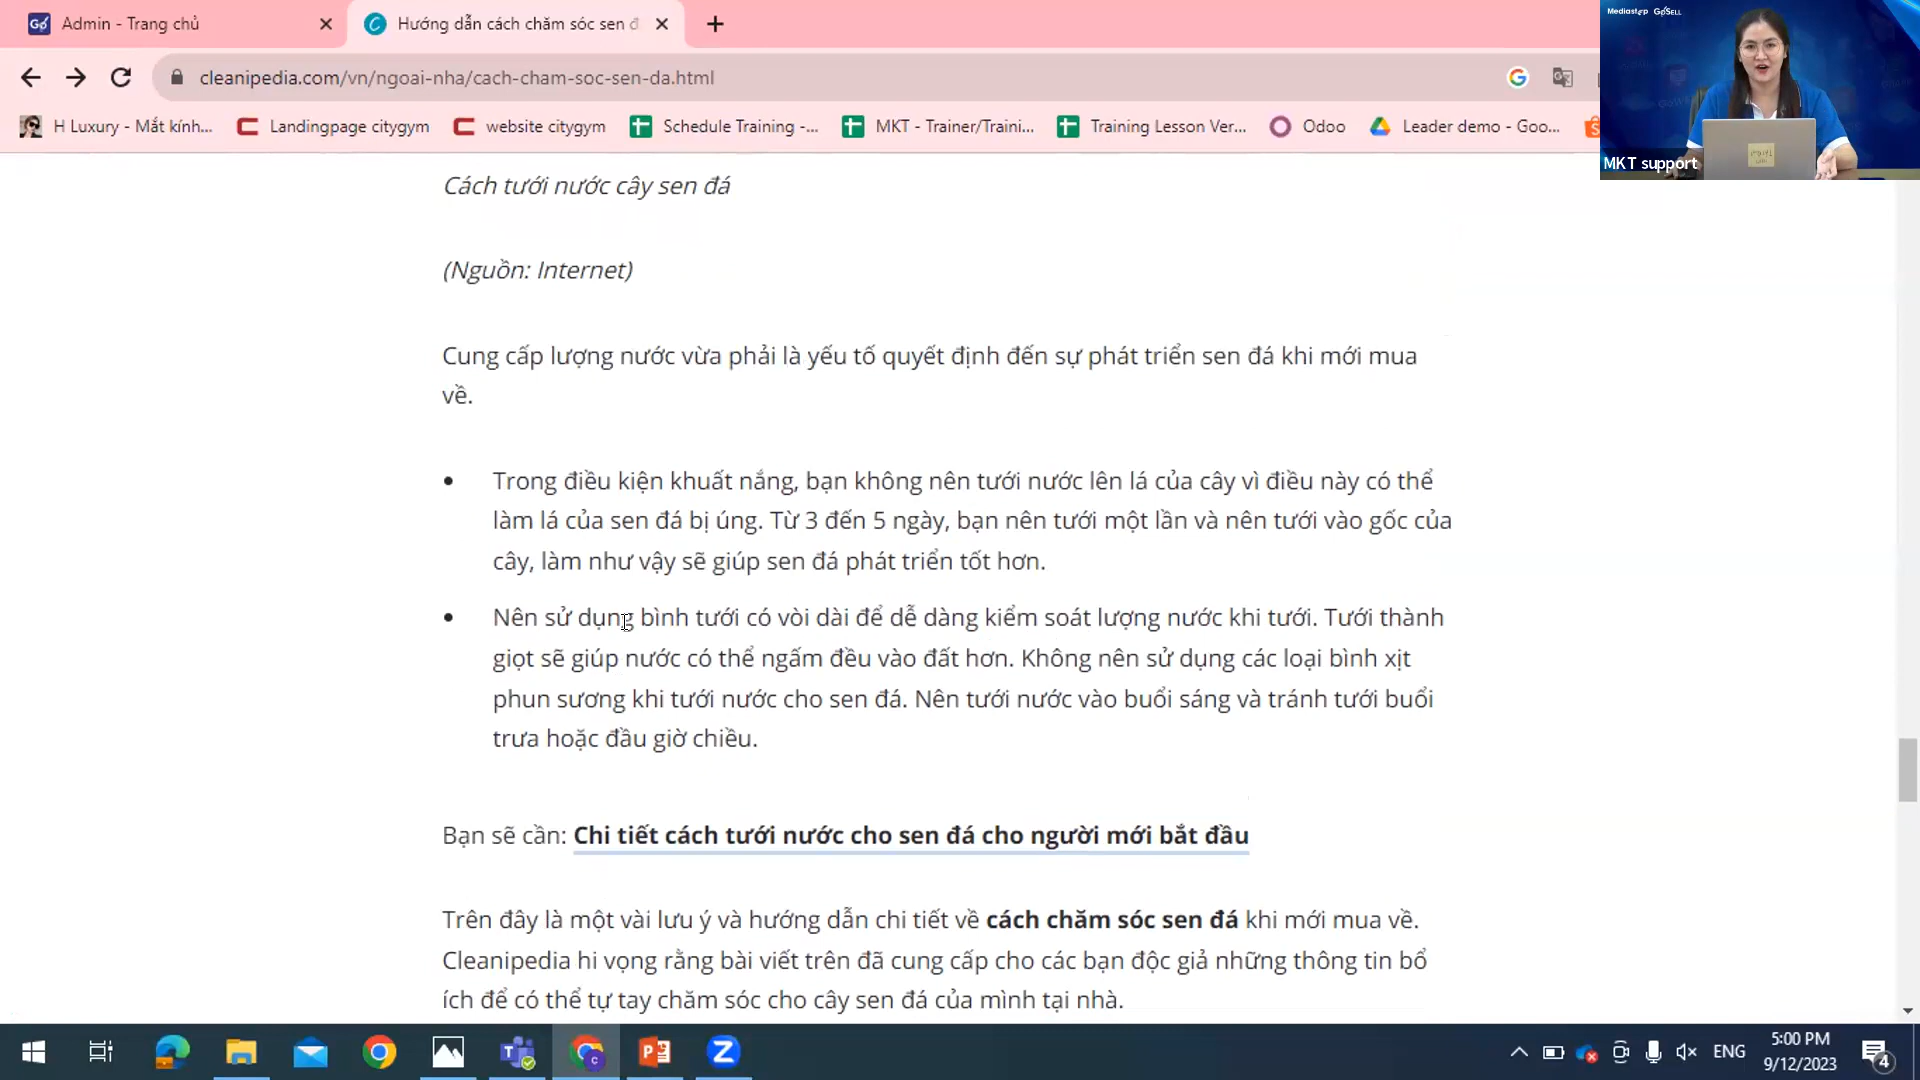 Admin - Trang chủ
Hướng dẫn cách chăm sóc sen đ
Mediastep GoSELL
cleanipedia.com/vn/ngoai-nha/cach-cham-soc-sen-da.html
H Luxury - Mắt kính...
Landingpage citygym
website citygym
Schedule Training -...
MKT - Trainer/Traini...
Training Lesson Ver...
Odoo
Leader demo - Goo...
MKT support
Cách tưới nước cây sen đá
(Nguồn: Internet)
Cung cấp lượng nước vừa phải là yếu tố quyết định đến sự phát triển sen đá khi mới mua
về.
• Trong điều kiện khuất nắng, bạn không nên tưới nước lên lá của cây vì điều này có thể
làm lá của sen đá bị úng. Từ 3 đến 5 ngày, bạn nên tưới một lần và nên tưới vào gốc của
cây, làm như vậy sẽ giúp sen đá phát triển tốt hơn.
• Nên sử dụng bình tưới có vòi dài để dễ dàng kiểm soát lượng nước khi tưới. Tưới thành
giọt sẽ giúp nước có thể ngấm đều vào đất hơn. Không nên sử dụng các loại bình xịt
phun sương khi tưới nước cho sen đá. Nên tưới nước vào buổi sáng và tránh tưới buổi
trưa hoặc đầu giờ chiều.
Bạn sẽ cần: Chi tiết cách tưới nước cho sen đá cho người mới bắt đầu
Trên đây là một vài lưu ý và hướng dẫn chi tiết về cách chăm sóc sen đá khi mới mua về.
Cleanipedia hi vọng rằng bài viết trên đã cung cấp cho các bạn độc giả những thông tin bổ
ích để có thể tự tay chăm sóc cho cây sen đá của mình tại nhà.
ENG
5:00 PM
9/12/2023
4